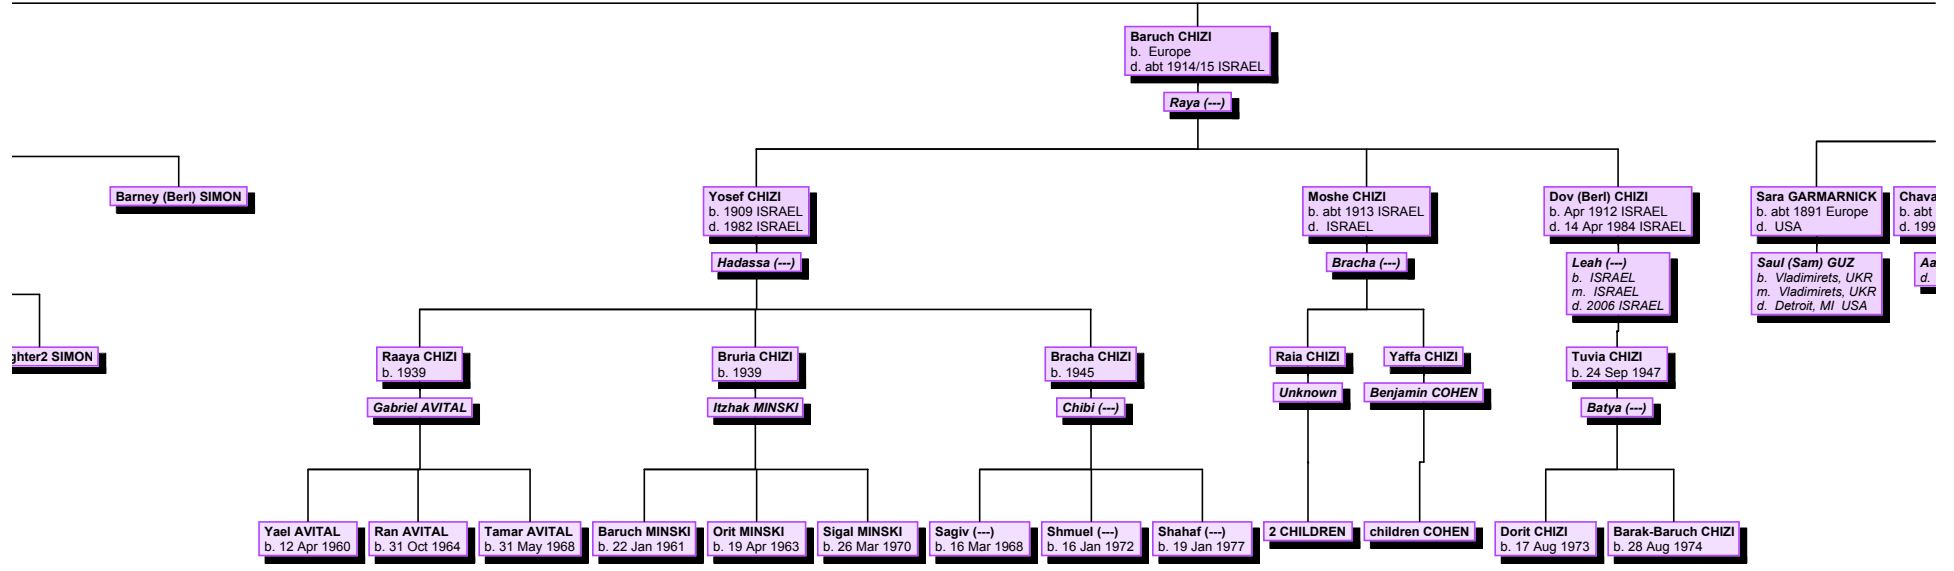 Baruch CHIZI
b. Europe
d. abt 1914/15 ISRAEL
Raya (---)
Barney (Berl) SIMON
Yosef CHIZI
b. 1909 ISRAEL
d. 1982 ISRAEL
Hadassa (---)
Moshe CHIZI
b. abt 1913 ISRAEL
d. ISRAEL
Bracha (---)
Dov (Berl) CHIZI
b. Apr 1912 ISRAEL
d. 14 Apr 1984 ISRAEL
Leah (---)
b. ISRAEL
m. ISRAEL
d. 2006 ISRAEL
Sara GARMARNICK
b. abt 1891 Europe
d. USA
Saul (Sam) GUZ
b. Vladimirets, UKR
m. Vladimirets, UKR
d. Detroit, MI USA
Chava
b. abt
d. 199
Aa
d.
ghter2 SIMON
Raaya CHIZI
b. 1939
Gabriel AVITAL
Bruria CHIZI
b. 1939
Itzhak MINSKI
Bracha CHIZI
b. 1945
Chibi (---)
Raia CHIZI
Unknown
Yaffa CHIZI
Benjamin COHEN
Tuvia CHIZI
b. 24 Sep 1947
Batya (---)
Yael AVITAL
b. 12 Apr 1960
Ran AVITAL
b. 31 Oct 1964
Tamar AVITAL
b. 31 May 1968
Baruch MINSKI
b. 22 Jan 1961
Orit MINSKI
b. 19 Apr 1963
Sigal MINSKI
b. 26 Mar 1970
Sagiv (---)
b. 16 Mar 1968
Shmuel (---)
b. 16 Jan 1972
Shahaf (---)
b. 19 Jan 1977
2 CHILDREN
children COHEN
Dorit CHIZI
b. 17 Aug 1973
Barak-Baruch CHIZI
b. 28 Aug 1974